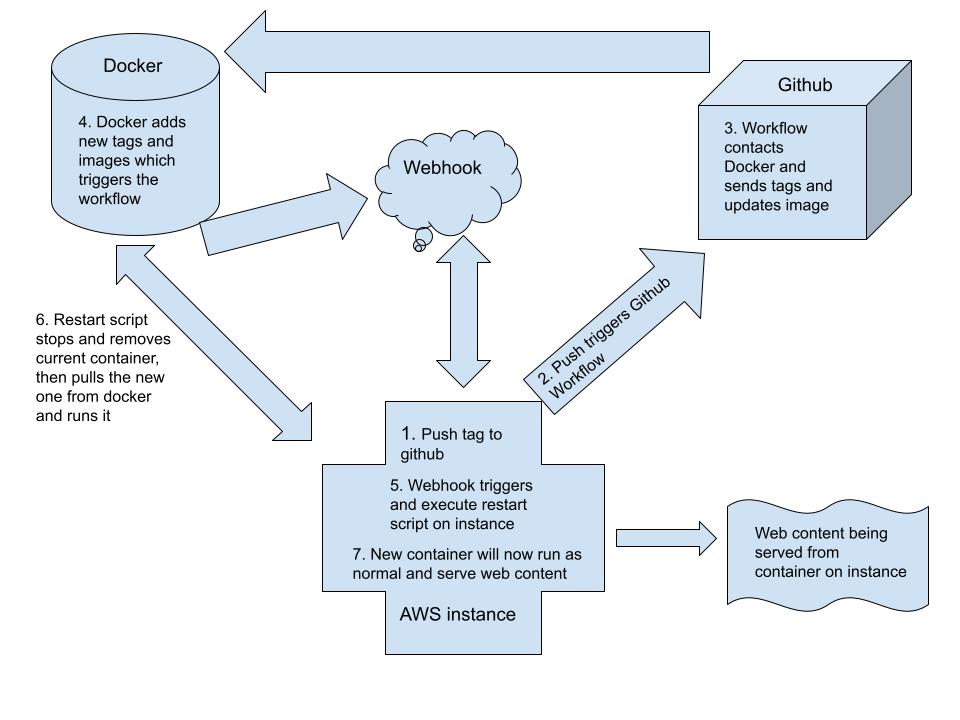 Docker
4. Docker adds
new tags and
images which
triggers the
workflow
Webhook
Github
3. Workflow
contacts
Docker and
sends tags and
updates image
6. Restart script
stops and removes
current container,
then pulls the new
one from docker
and runs it
2. Push triggers Github
Workflow
1. Push tag to
github
5. Webhook triggers
and execute restart
script on instance
7. New container will now run as
normal and serve web content
AWS instance
Web content being
served from
container on instance